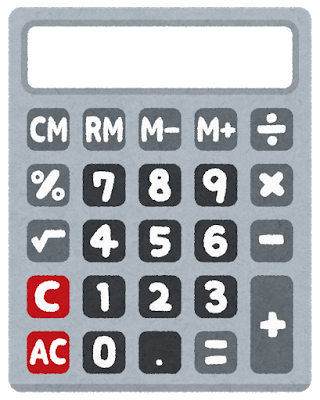 CM RM M- M+ ÷
% 7 8 9 ×
√ 4 5 6 -
C 1 2 3 +
AC 0 . =